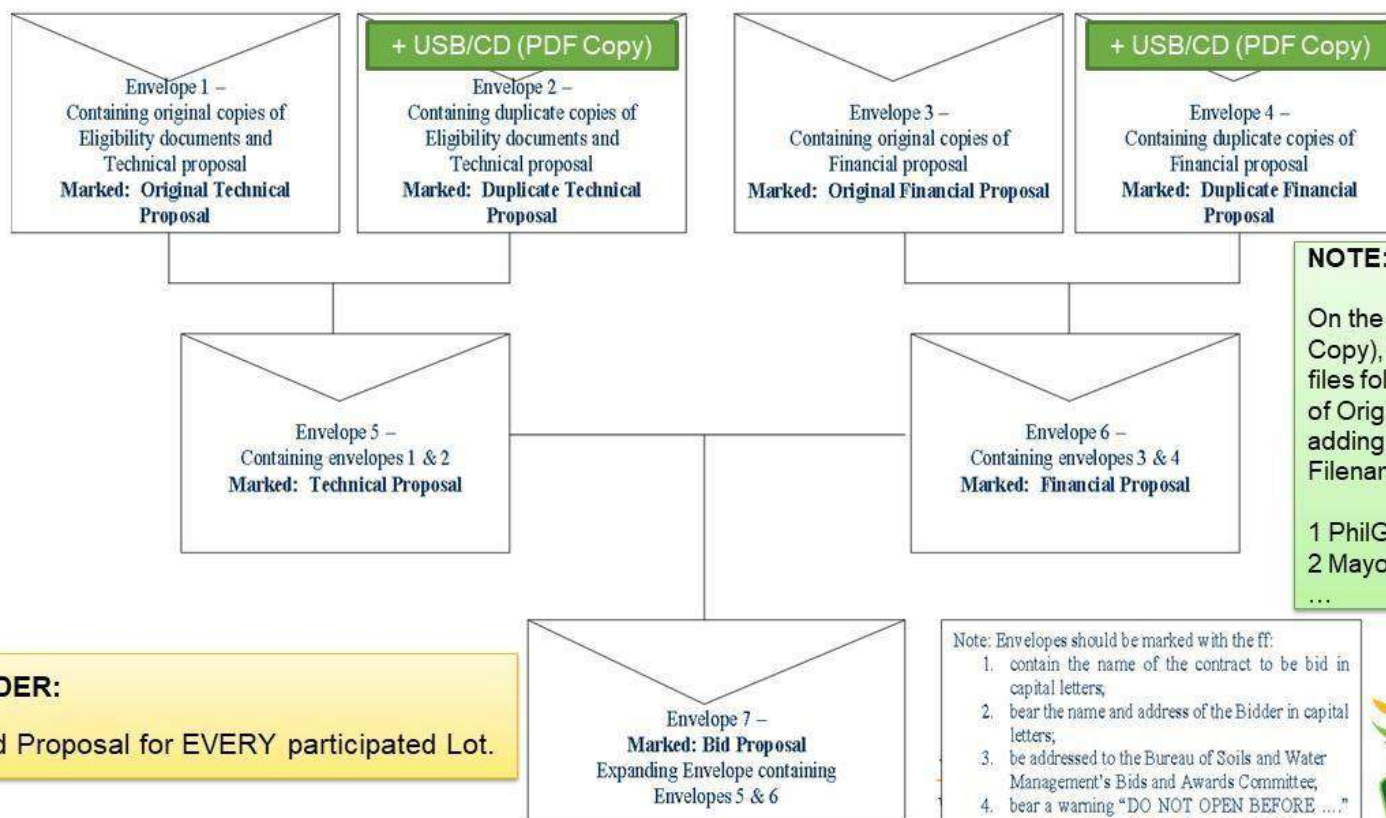 Envelope 1 –
Containing original copies of
Eligibility documents and
Technical proposal
Marked: Original Technical
Proposal
+ USB/CD (PDF Copy)
Envelope 2 –
Containing duplicate copies of
Eligibility documents and
Technical proposal
Marked: Duplicate Technical
Proposal
Envelope 3 –
Containing original copies of
Financial proposal
Marked: Original Financial Proposal
+ USB/CD (PDF Copy)
Envelope 4 –
Containing duplicate copies of
Financial proposal
Marked: Duplicate Financial
Proposal
NOTE:
On the
Copy),
files fol
of Orig
adding
Filenar
1 PhilG
2 Mayo
...
Envelope 5 –
Containing envelopes 1 & 2
Marked: Technical Proposal
Envelope 6 –
Containing envelopes 3 & 4
Marked: Financial Proposal
DER:
d Proposal for EVERY participated Lot.
Envelope 7 –
Marked: Bid Proposal
Expanding Envelope containing
Envelopes 5 & 6
Note: Envelopes should be marked with the ff:
1. contain the name of the contract to be bid in
capital letters;
2. bear the name and address of the Bidder in capital
letters;
3. be addressed to the Bureau of Soils and Water
Management's Bids and Awards Committee;
4. bear a warning "DO NOT OPEN BEFORE ...."